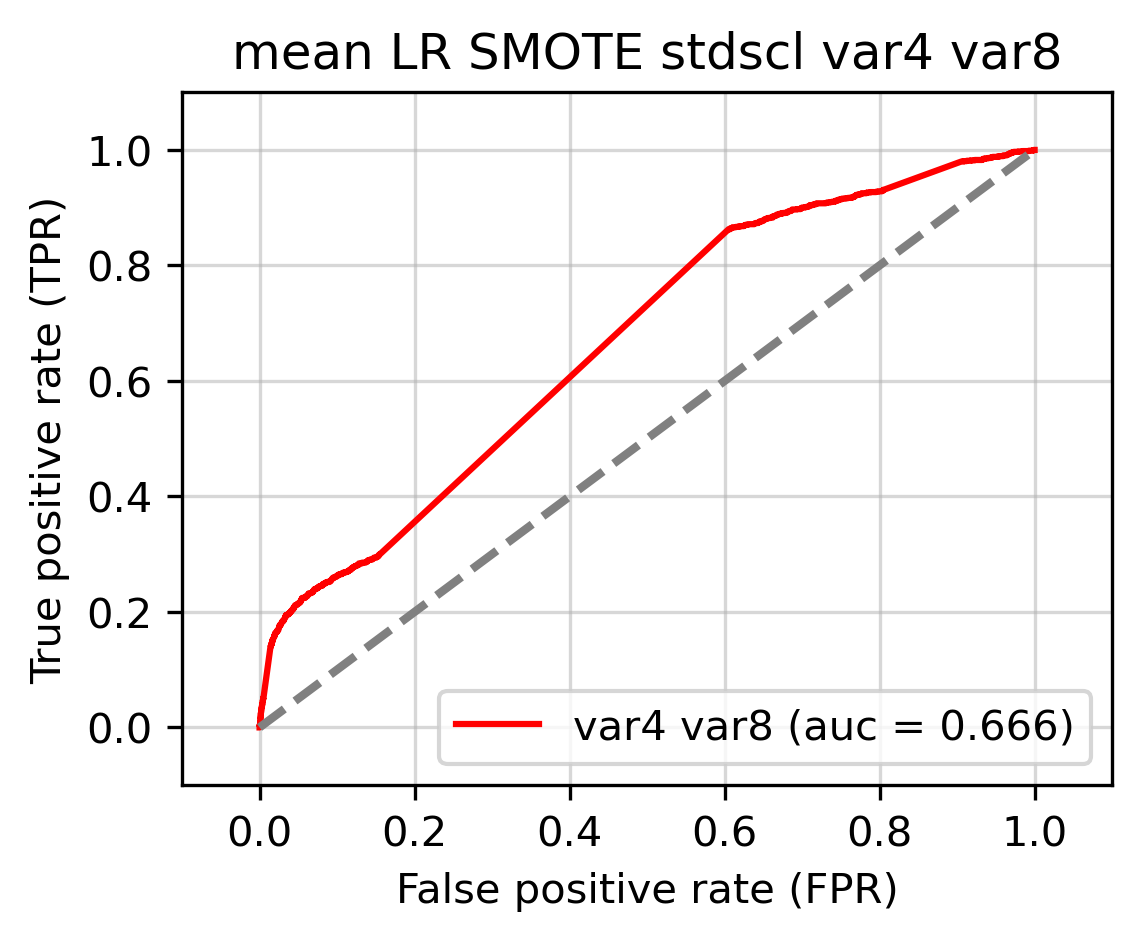 mean LR SMOTE stdscl var4 var8
True positive rate (TPR)
1.0
0.8
0.6
0.4
0.2
0.0
var4 var8 (auc = 0.666)
0.0 0.2 0.4 0.6 0.8 1.0
False positive rate (FPR)